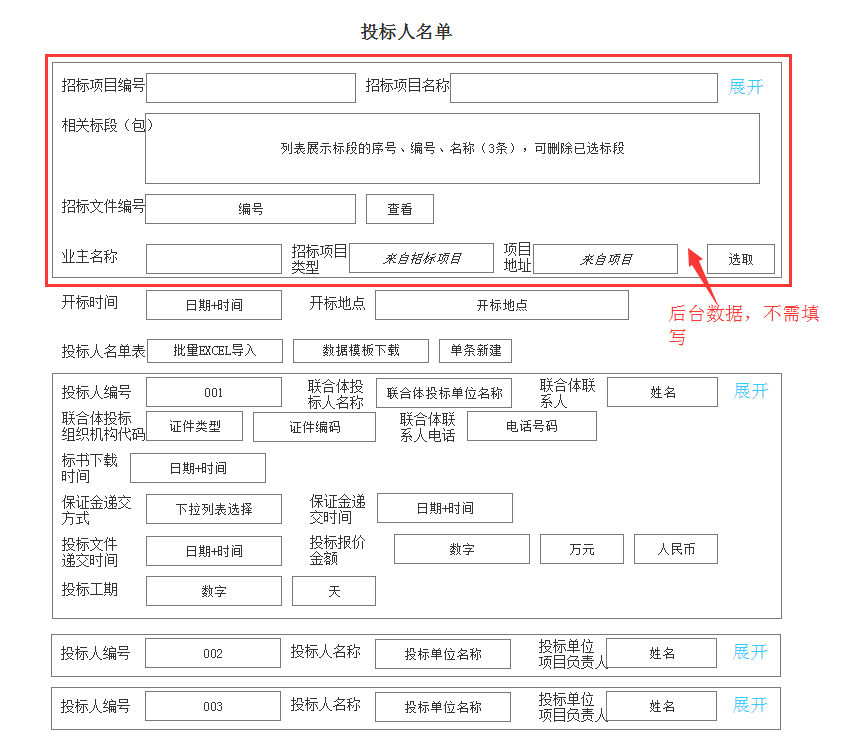 投标人名单
招标项目编号 招标项目名称 展开
相关标段（包）
列表展示标段的序号、编号、名称（3条），可删除已选标段
招标文件编号 编号 查看
业主名称 招标项目类型 来自招标项目 项目地址 来自项目 选取
开标时间 日期+时间 开标地点 开标地点
后台数据，不需填
写
投标人名单表 批量EXCEL导入 数据模板下载 单条新建
投标人编号 001 联合体投标人名称 联合体投标单位名称 联合体联系人 姓名 展开
联合体投标组织机构代码 证件类型 证件编码 联合体联系人电话 电话号码
标书下载时间 日期+时间
保证金递交方式 下拉列表选择 保证金递交时间 日期+时间
投标文件递交时间 日期+时间 投标报价金额 数字 万元 人民币
投标工期 数字 天
投标人编号 002 投标人名称 投标单位名称 投标单位项目负责人 姓名 展开
投标人编号 003 投标人名称 投标单位名称 投标单位项目负责人 姓名 展开